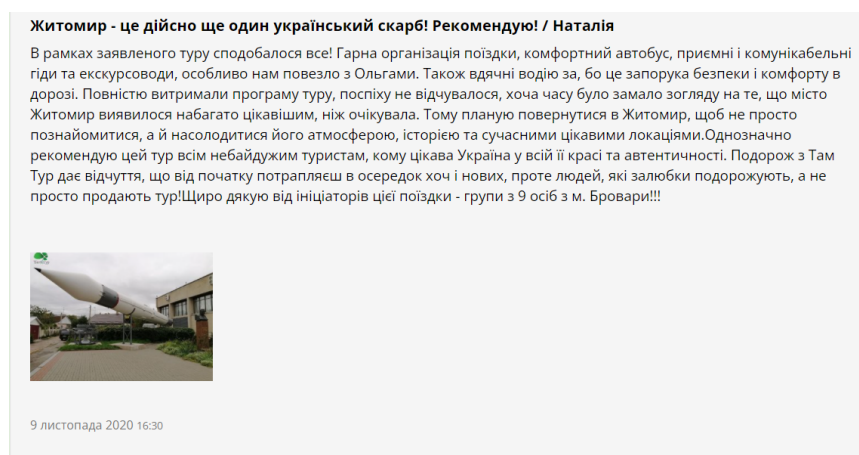 Житомир - це дійсно ще один український скарб! Рекомендую! / Наталія
В рамках заявленого туру сподобалося все! Гарна організація поїздки, комфортний автобус, приємні і комунікабельні
гіди та екскурсоводи, особливо нам повезло з Ольгами. Також вдячні водію за, бо це запорука безпеки і комфорту в
дорозі. Повністю витримали програму туру, поспіху не відчувалося, хоча часу було замало зогляду на те, що місто
Житомир виявилося набагато цікавішим, ніж очікувала. Тому планую повернутися в Житомир, щоб не просто
познайомитися, а й насолодитися його атмосферою, історією та сучасними цікавими локаціями.Однозначно
рекомендую цей тур всім небайдужим туристам, кому цікава Україна у всій її красі та автентичності. Подорож з Там
Тур дає відчуття, що від початку потрапляєш в осередок хоч і нових, проте людей, які залюбки подорожують, а не
просто продають тур!Щиро дякую від ініціаторів цієї поїздки - групи з 9 осіб з м. Бровари!!!
9 листопада 2020 16:30